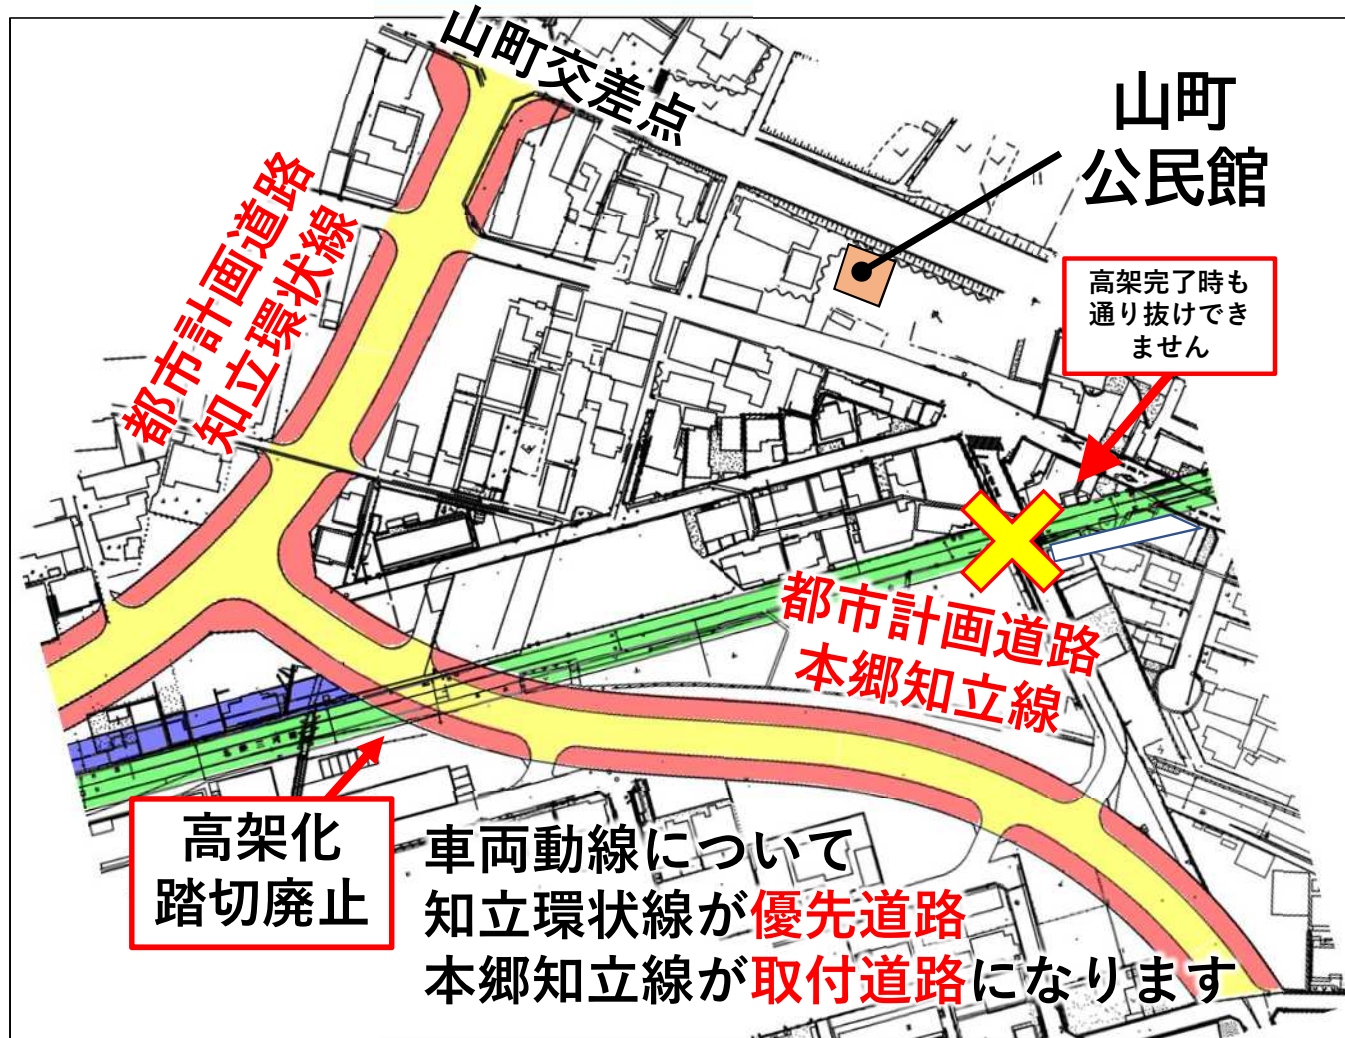 山町交差点
山町
公民館
都市計画道路
知立環状線
高架完了時も
通り抜けでき
ません
都市計画道路
本郷知立線
高架化
踏切廃止
車両動線について
知立環状線が優先道路
本郷知立線が取付道路になります